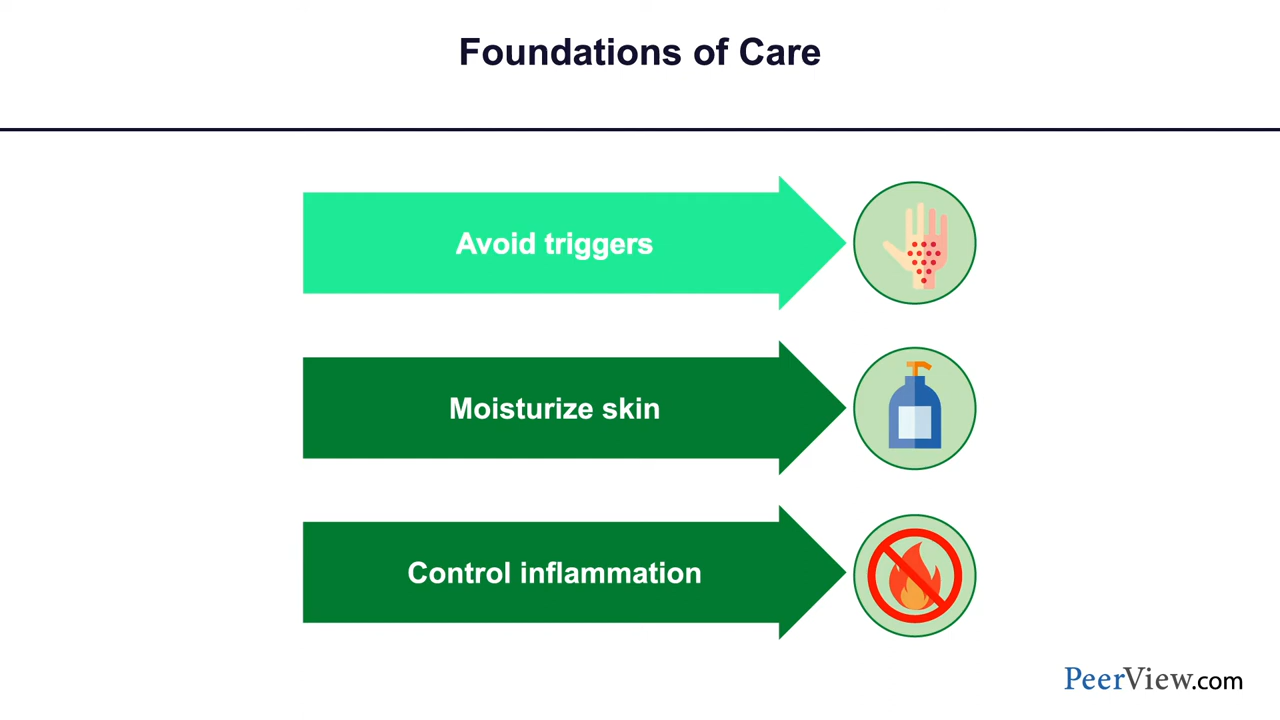 Foundations of Care
Avoid triggers
Moisturize skin
Control inflammation
PeerView.com